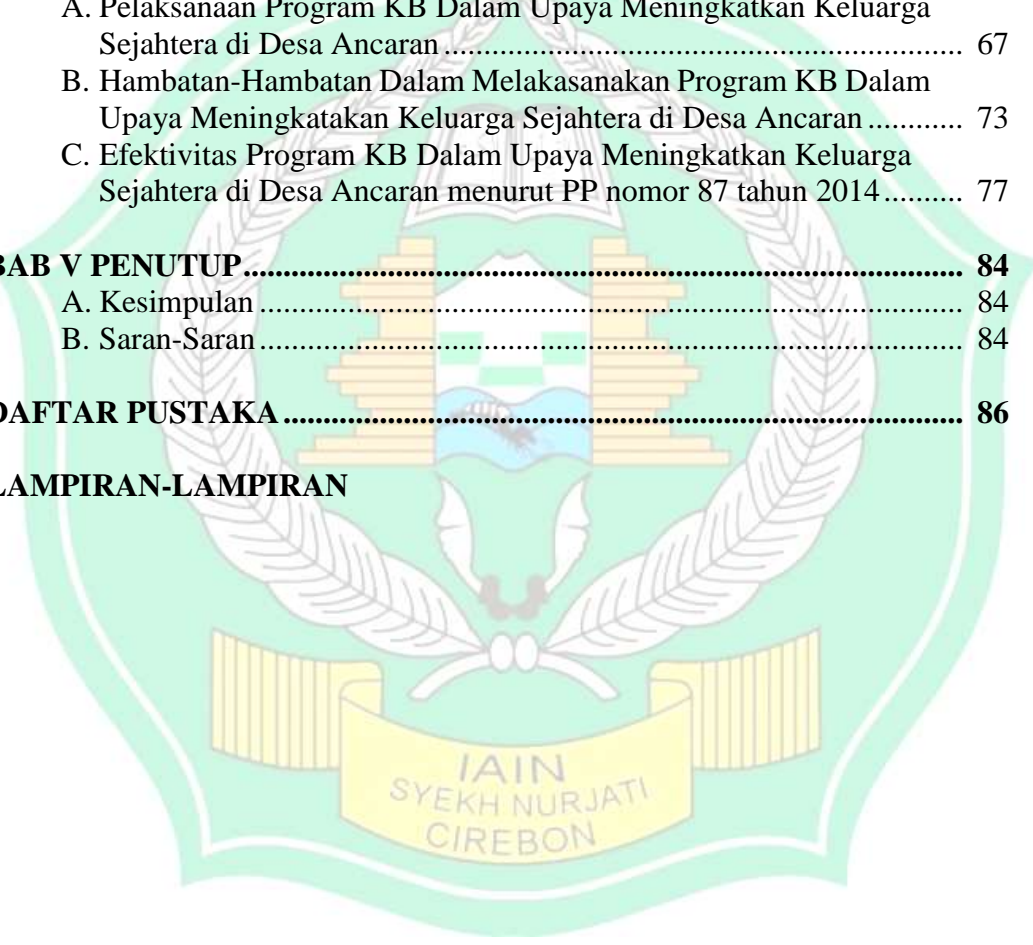 A. Pelaksanaan Program KB Dalam Upaya Meningkatkan Keluarga
Sejahtera di Desa Ancaran ........ 67
B. Hambatan-Hambatan Dalam Melakasanakan Program KB Dalam
Upaya Meningkatakan Keluarga Sejahtera di Desa Ancaran ........ 73
C. Efektivitas Program KB Dalam Upaya Meningkatkan Keluarga
Sejahtera di Desa Ancaran menurut PP nomor 87 tahun 2014 ........ 77
BAB V PENUTUP ........ 84
A. Kesimpulan ........ 84
B. Saran-Saran ........ 84
DAFTAR PUSTAKA ........ 86
LAMPIRAN-LAMPIRAN
IAIN
SYEKH NURJATI
CIREBON